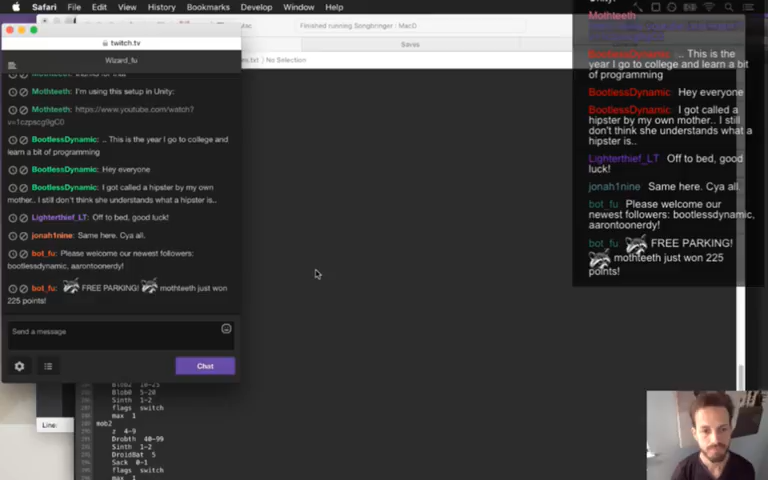 Safari File Edit View History Bookmarks Develop Window Help
Finished running Songbringer : MacD
twitch.tv
Saves
Wizard_fu
No Selection
Mothteeth: I'm using this setup in Unity:
Mothteeth: https://www.youtube.com/watch?
BootlessDynamic: .. This is the year I go to college and
learn a bit of programming
BootlessDynamic: Hey everyone
BootlessDynamic: I got called a hipster by my own
mother.. I still don't think she understands what a hipster is..
Lighterthief_LT: Off to bed, good luck!
jonah1nine: Same here. Cya all.
bot_fu: Please welcome our newest followers:
bootlessdynamic, aarontoonerdy!
bot_fu: FREE PARKING! mothteeth just won
225 points!
Send a message
Chat
Line:
Blob2 10-25
Blob0 5-20
Sinth 1-2
flags switch
max 1
mob2
z 4-9
Drobth 40-99
Sinth 1-2
DroidBat 5
Sack 0-1
flags switch
max 1
Mothteeth
BootlessDynamic: .. This is the
year I go to college and learn a bit
of programming
BootlessDynamic: Hey everyone
BootlessDynamic: I got called a
hipster by my own mother.. I still
don't think she understands what a
hipster is..
Lighterthief_LT Off to bed, good
luck!
jonah1nine Same here. Cya all.
bot_fu Please welcome our
newest followers: bootlessdynamic,
aarontoonerdy!
bot_fu FREE PARKING!
mothteeth just won 225
points!